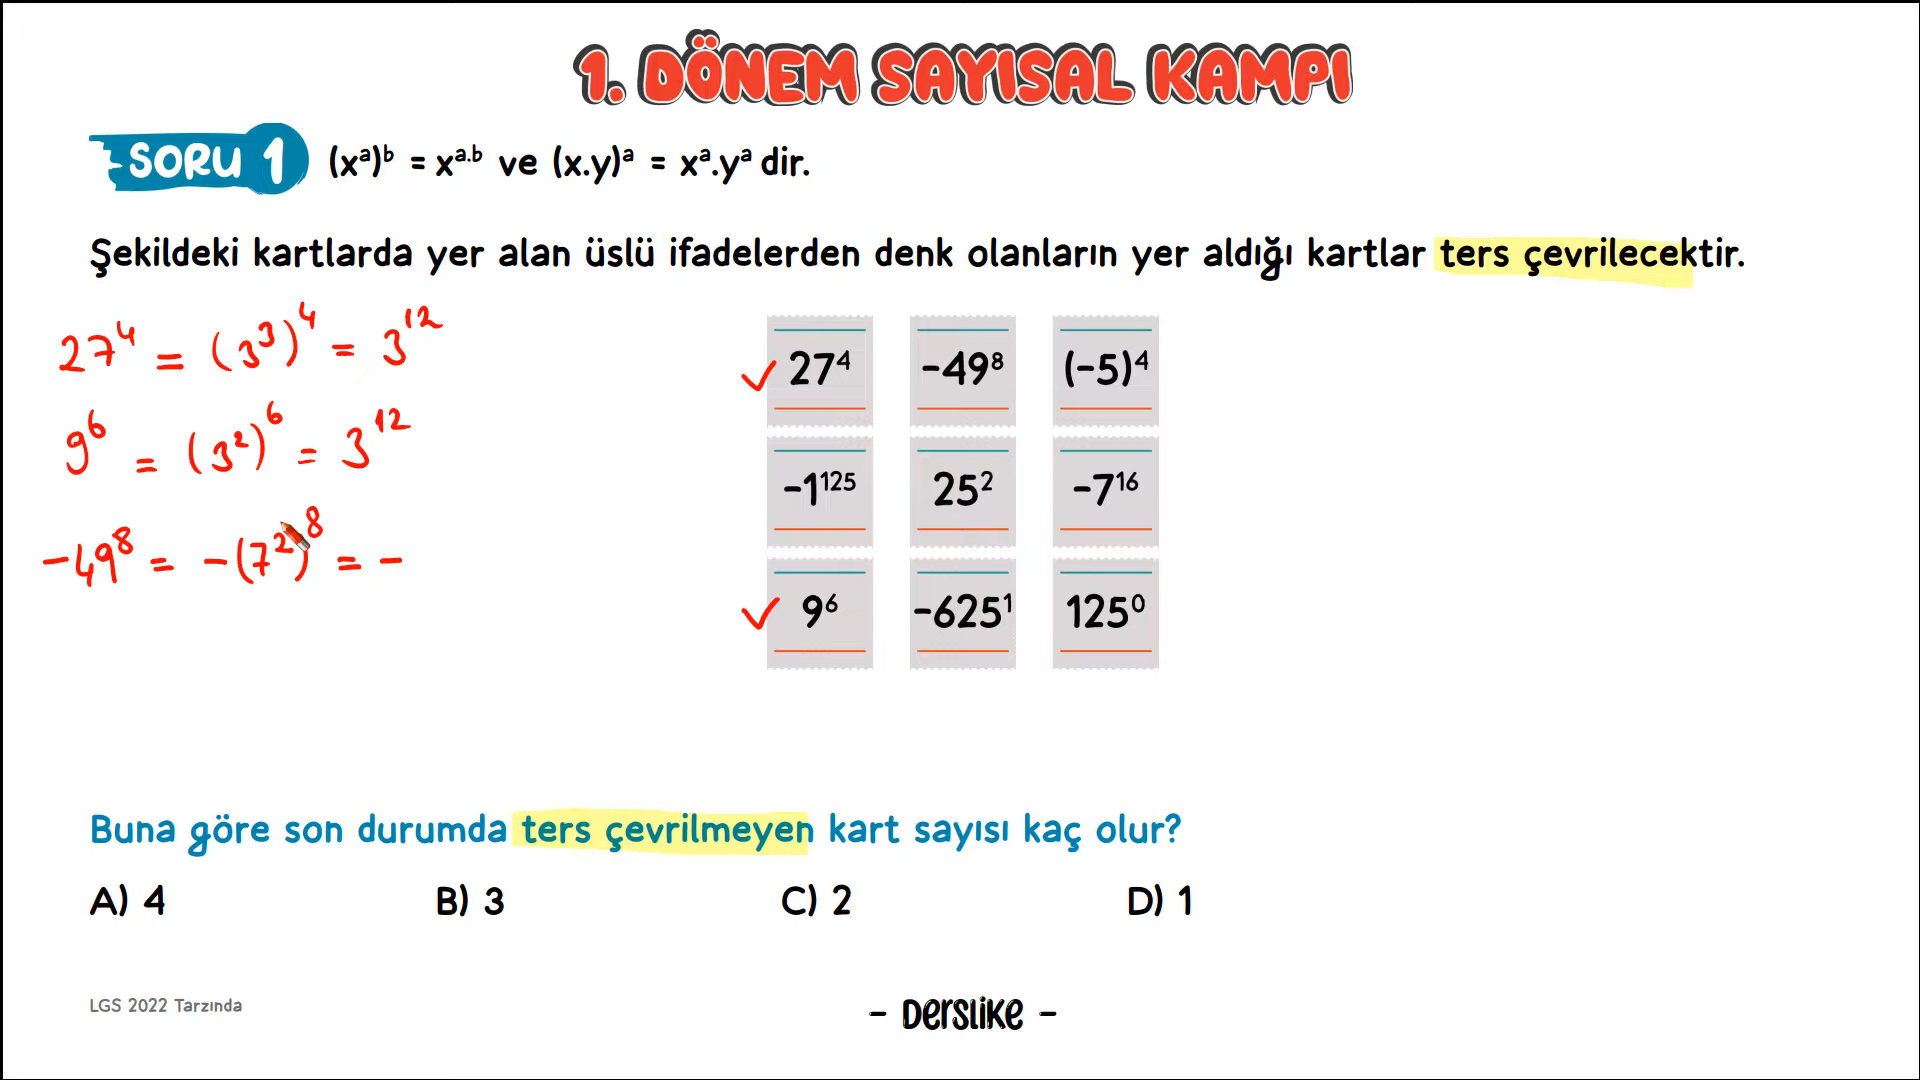 1. DÖNEM SAYISAL KAMPI
SORU 1 (xᵃ)ᵇ = xᵃ·ᵇ ve (x.y)ᵃ = xᵃ.yᵃ dir.
Şekildeki kartlarda yer alan üslü ifadelerden denk olanların yer aldığı kartlar ters çevrilecektir.
27⁴ = (3³)⁴ = 3¹²
9⁶ = (3²)⁶ = 3¹²
-49⁸ = -(7²)⁸ = -
✓ 27⁴ -49⁸ (-5)⁴
-1¹²⁵ 25² -7¹⁶
✓ 9⁶ -625¹ 125⁰
Buna göre son durumda ters çevrilmeyen kart sayısı kaç olur?
A) 4 B) 3 C) 2 D) 1
LGS 2022 Tarzında
- Derslike -